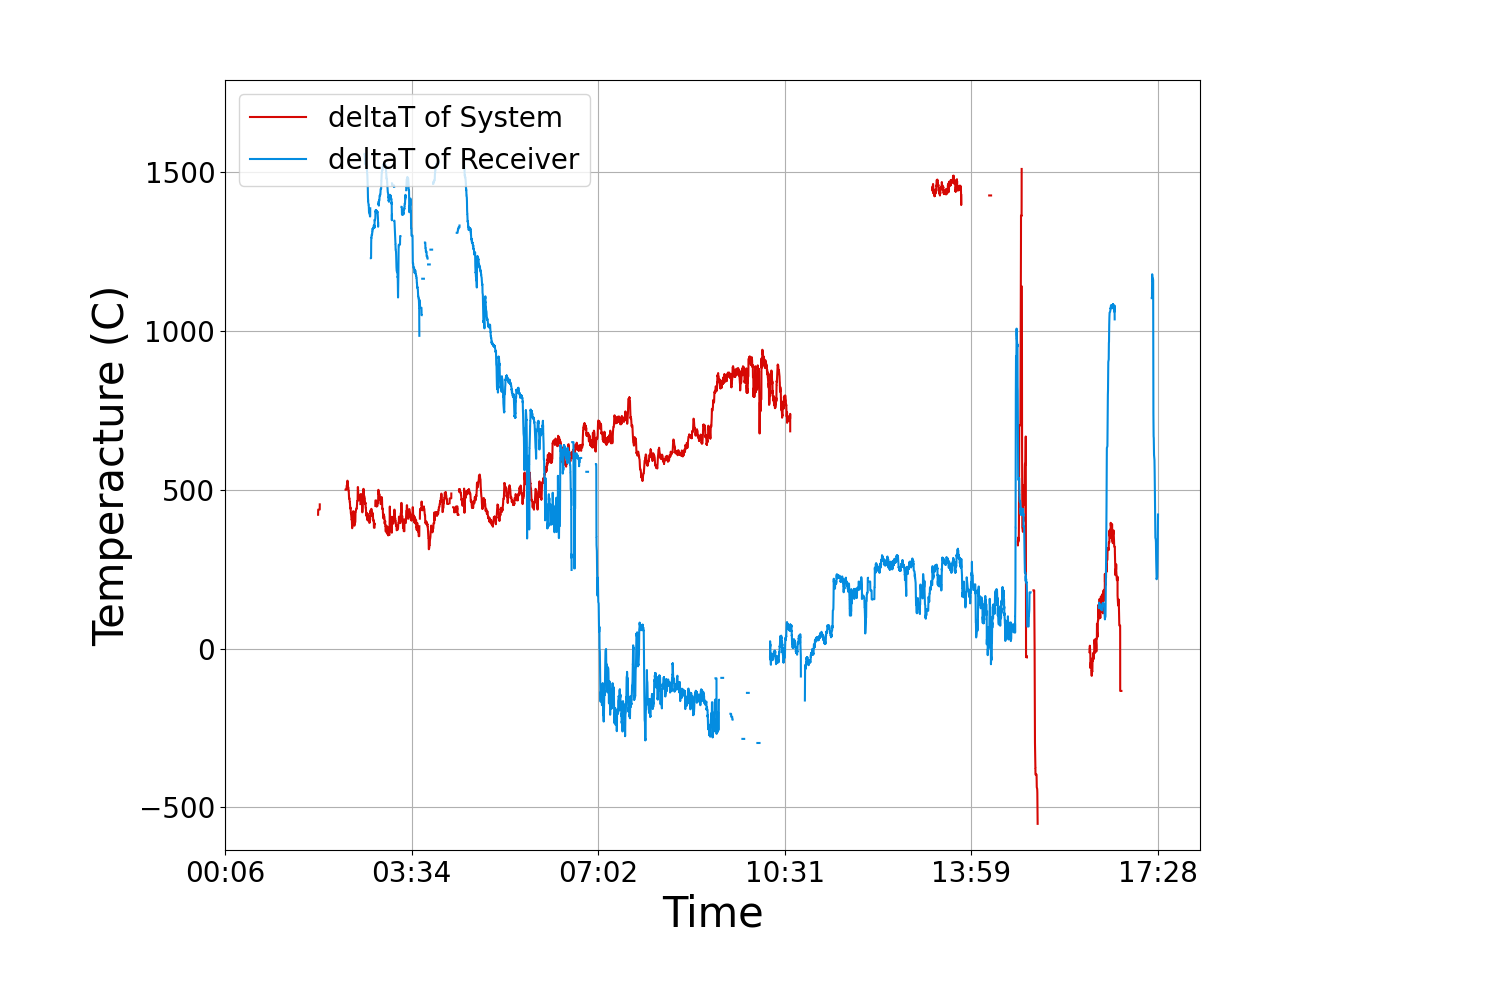 deltaT of System
deltaT of Receiver
1500
1000
500
0
−500
Temperacture (C)
00:06 03:34 07:02 10:31 13:59 17:28
Time